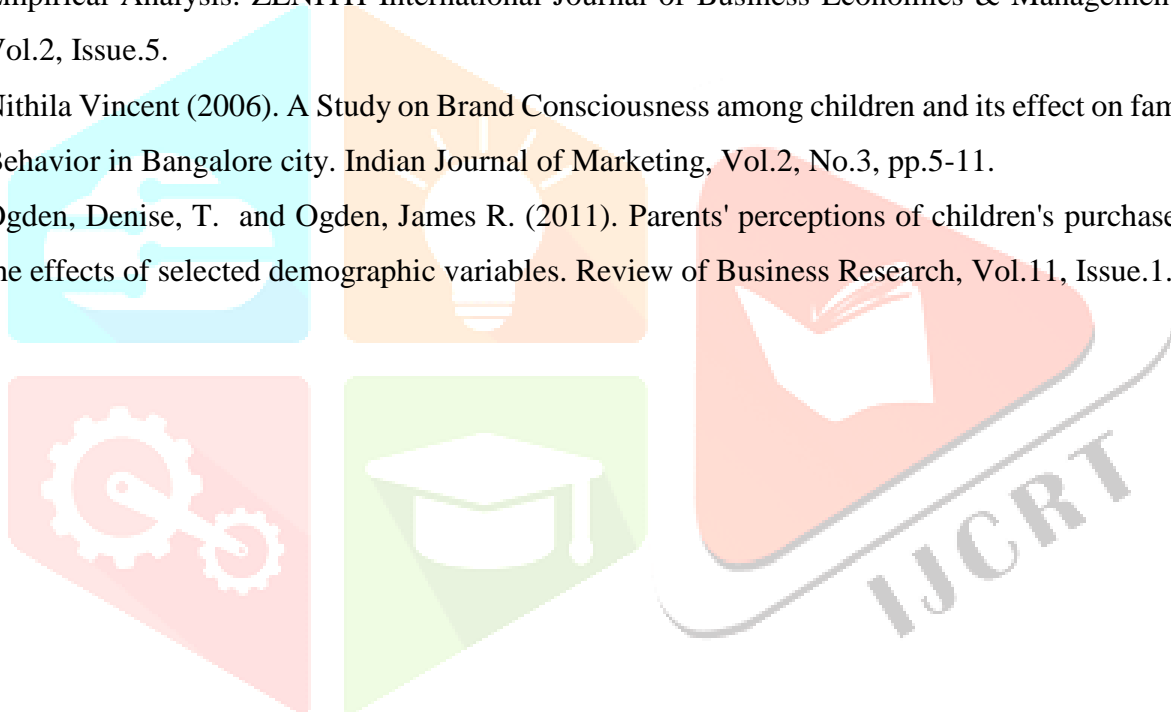 Empirical Analysis. ZENITH International Journal of Business Economics & Management
Vol.2, Issue.5.
Nithila Vincent (2006). A Study on Brand Consciousness among children and its effect on
Behavior in Bangalore city. Indian Journal of Marketing, Vol.2, No.3, pp.5-11.
Ogden, Denise, T. and Ogden, James R. (2011). Parents' perceptions of children's purchase
effects of selected demographic variables. Review of Business Research, Vol.11, Issue.1.
IJCRT